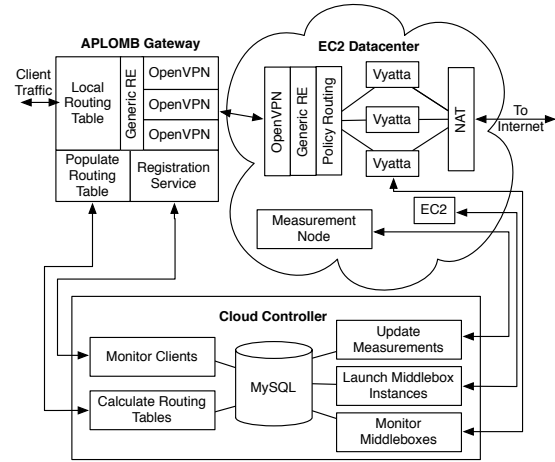 APLOMB Gateway
EC2 Datacenter
Client
Traffic
Local
Routing
Table
Generic RE
OpenVPN
OpenVPN
OpenVPN
Populate
Routing
Table
Registration
Service
OpenVPN
Generic RE
Policy Routing
Vyatta
Vyatta
Vyatta
NAT
To
Internet
EC2
Measurement
Node
Cloud Controller
Monitor Clients
Calculate Routing
Tables
MySQL
Update
Measurements
Launch Middlebox
Instances
Monitor
Middleboxes